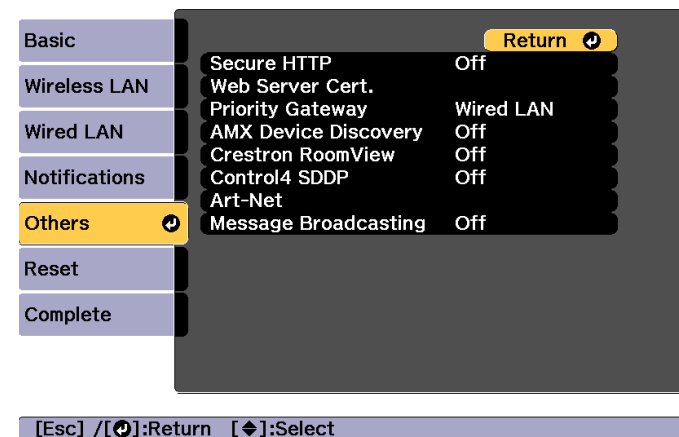 Basic
Wireless LAN
Wired LAN
Notifications
Others
Reset
Complete
Return
Secure HTTP Off
Web Server Cert.
Priority Gateway Wired LAN
AMX Device Discovery Off
Crestron RoomView Off
Control4 SDDP Off
Art-Net
Message Broadcasting Off
[Esc] /[⏎]:Return [◆]:Select